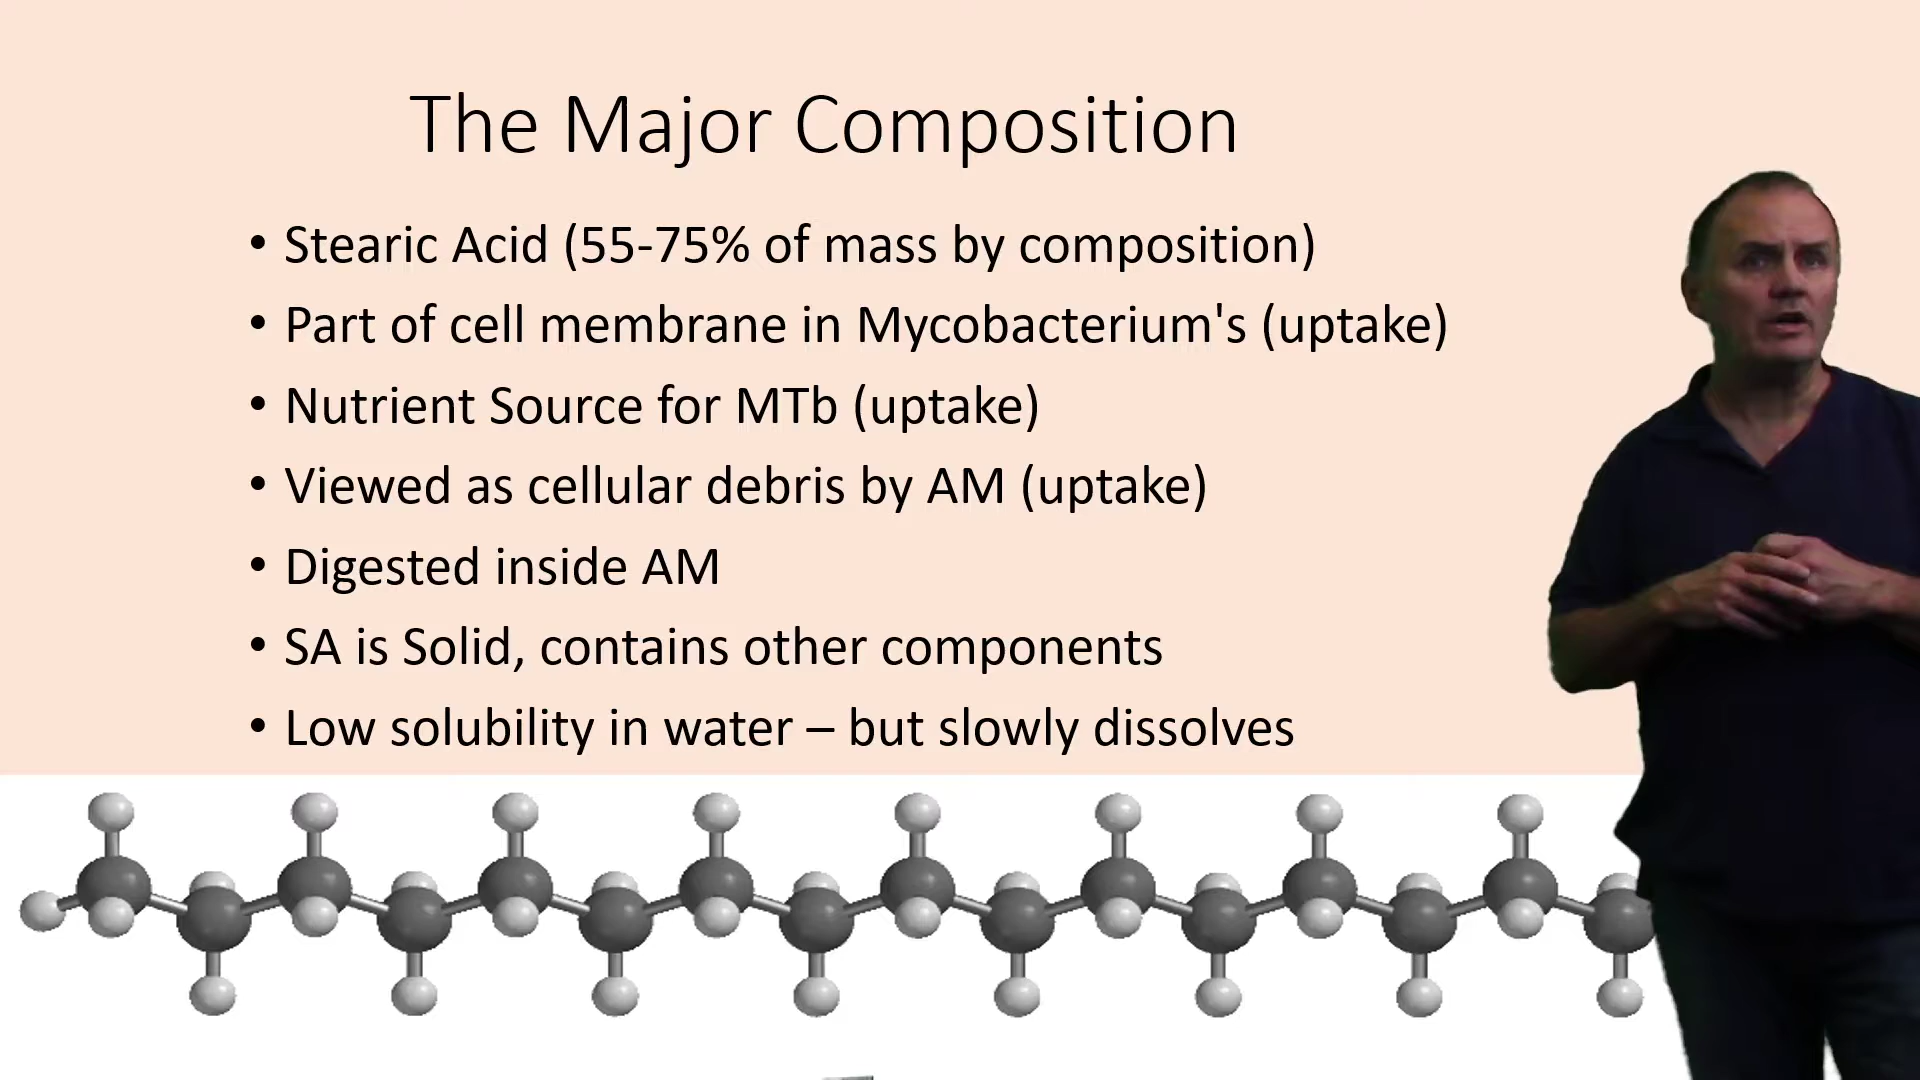 The Major Composition
• Stearic Acid (55-75% of mass by composition)
• Part of cell membrane in Mycobacterium's (uptake)
• Nutrient Source for MTb (uptake)
• Viewed as cellular debris by AM (uptake)
• Digested inside AM
• SA is Solid, contains other components
• Low solubility in water – but slowly dissolves